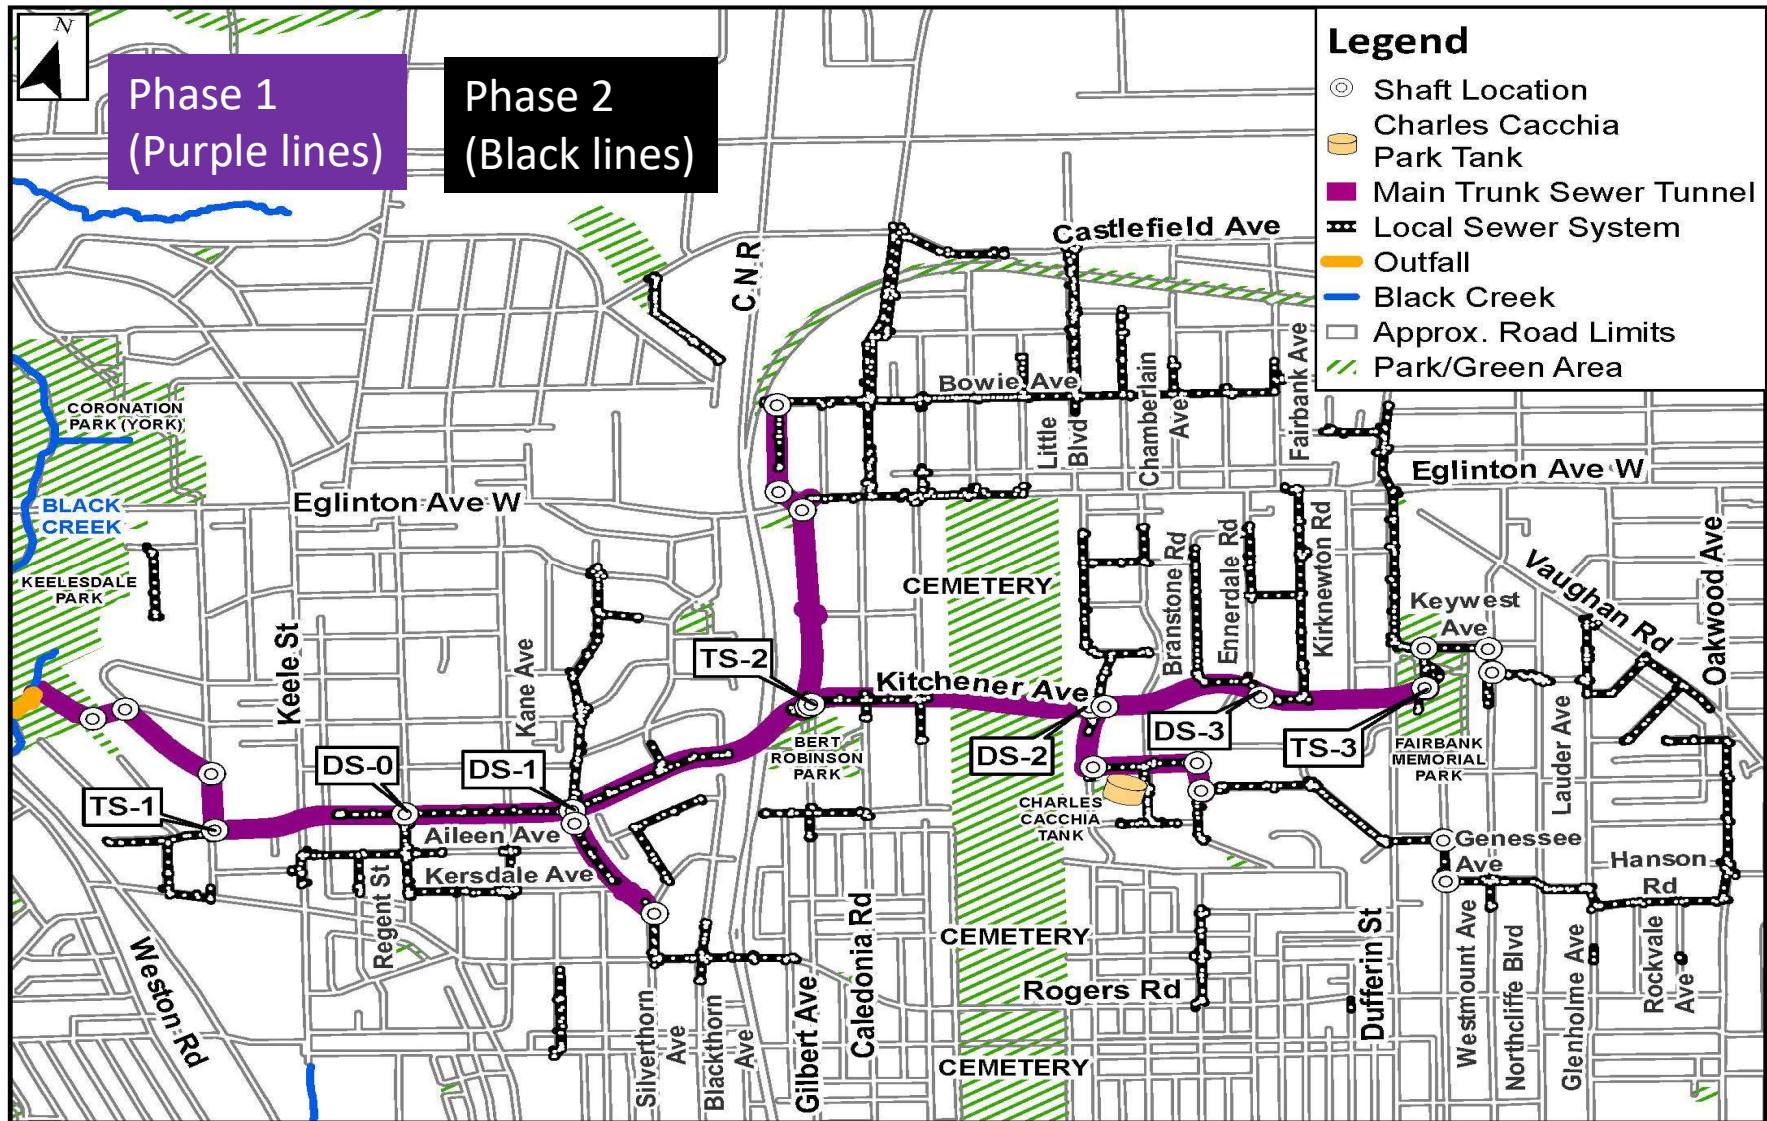 N
Phase 1
(Purple lines)
Phase 2
(Black lines)
Legend
Shaft Location
Charles Cacchia
Park Tank
Main Trunk Sewer Tunnel
Local Sewer System
Outfall
Black Creek
Approx. Road Limits
Park/Green Area
Castlefield Ave
C.N.R
Bowie Ave
Little
Blvd
Chamberlain
Ave
Fairbank Ave
CORONATION
PARK (YORK)
Eglinton Ave W
Eglinton Ave W
BLACK
CREEK
KEELESDALE
PARK
Keele St
Kane Ave
CEMETERY
Branstone Rd
Ennerdale Rd
Kirknewton Rd
Keywest
Ave
Vaughan Rd
Oakwood Ave
TS-2
Kitchener Ave
DS-2
DS-3
TS-3
BERT
ROBINSON
PARK
FAIRBANK
MEMORIAL
PARK
Lauder Ave
DS-0
DS-1
TS-1
CHARLES
CACCHIA
TANK
Aileen Ave
Kersdale Ave
Regent St
Genessee
Ave
Hanson
Rd
Weston Rd
Silverthorn
Ave
Blackthorn
Ave
Gilbert Ave
Caledonia Rd
CEMETERY
Rogers Rd
CEMETERY
Dufferin St
Westmount Ave
Northcliffe Blvd
Glenholme Ave
Rockvale
Ave